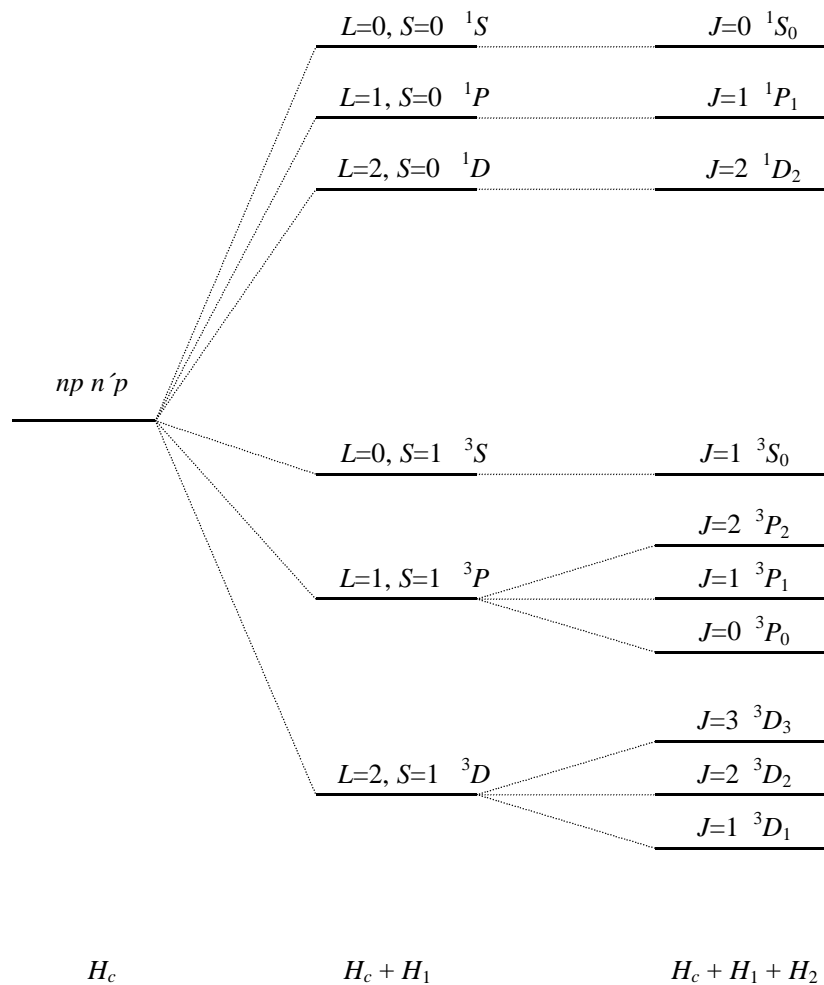 L=0, S=0 ¹S J=0 ¹S₀
L=1, S=0 ¹P J=1 ¹P₁
L=2, S=0 ¹D J=2 ¹D₂
np n´p
L=0, S=1 ³S J=1 ³S₀
J=2 ³P₂
L=1, S=1 ³P J=1 ³P₁
J=0 ³P₀
J=3 ³D₃
L=2, S=1 ³D J=2 ³D₂
J=1 ³D₁
H_c H_c + H₁ H_c + H₁ + H₂